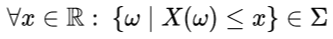 ∀x ∈ ℝ : {ω | X(ω) ≤ x} ∈ Σ